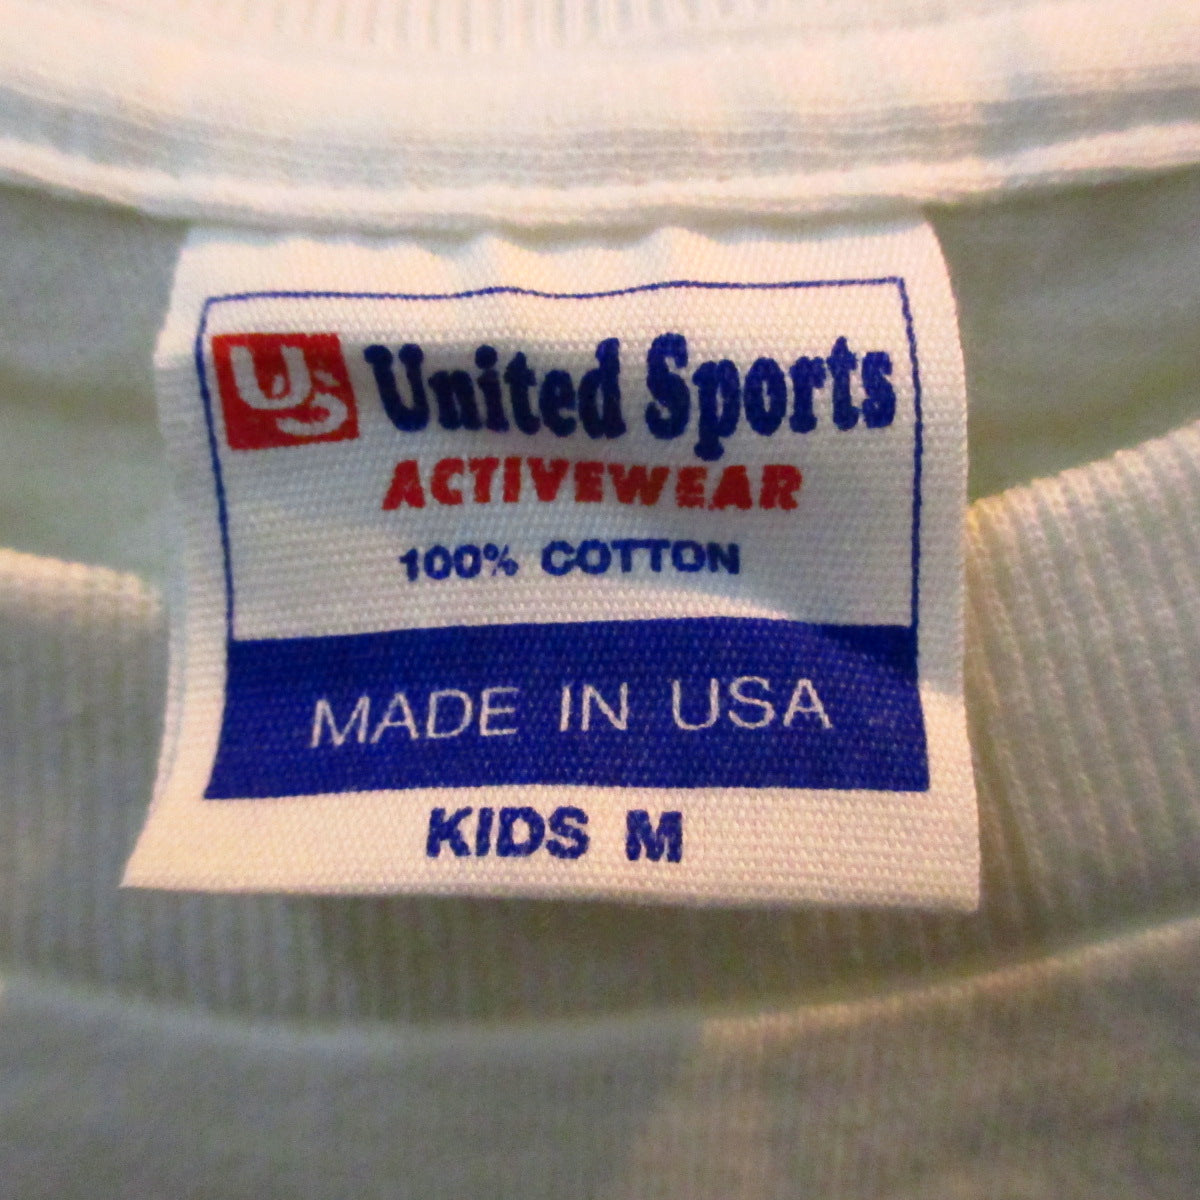 US United Sports
ACTIVEWEAR
100% COTTON
MADE IN USA
KIDS M